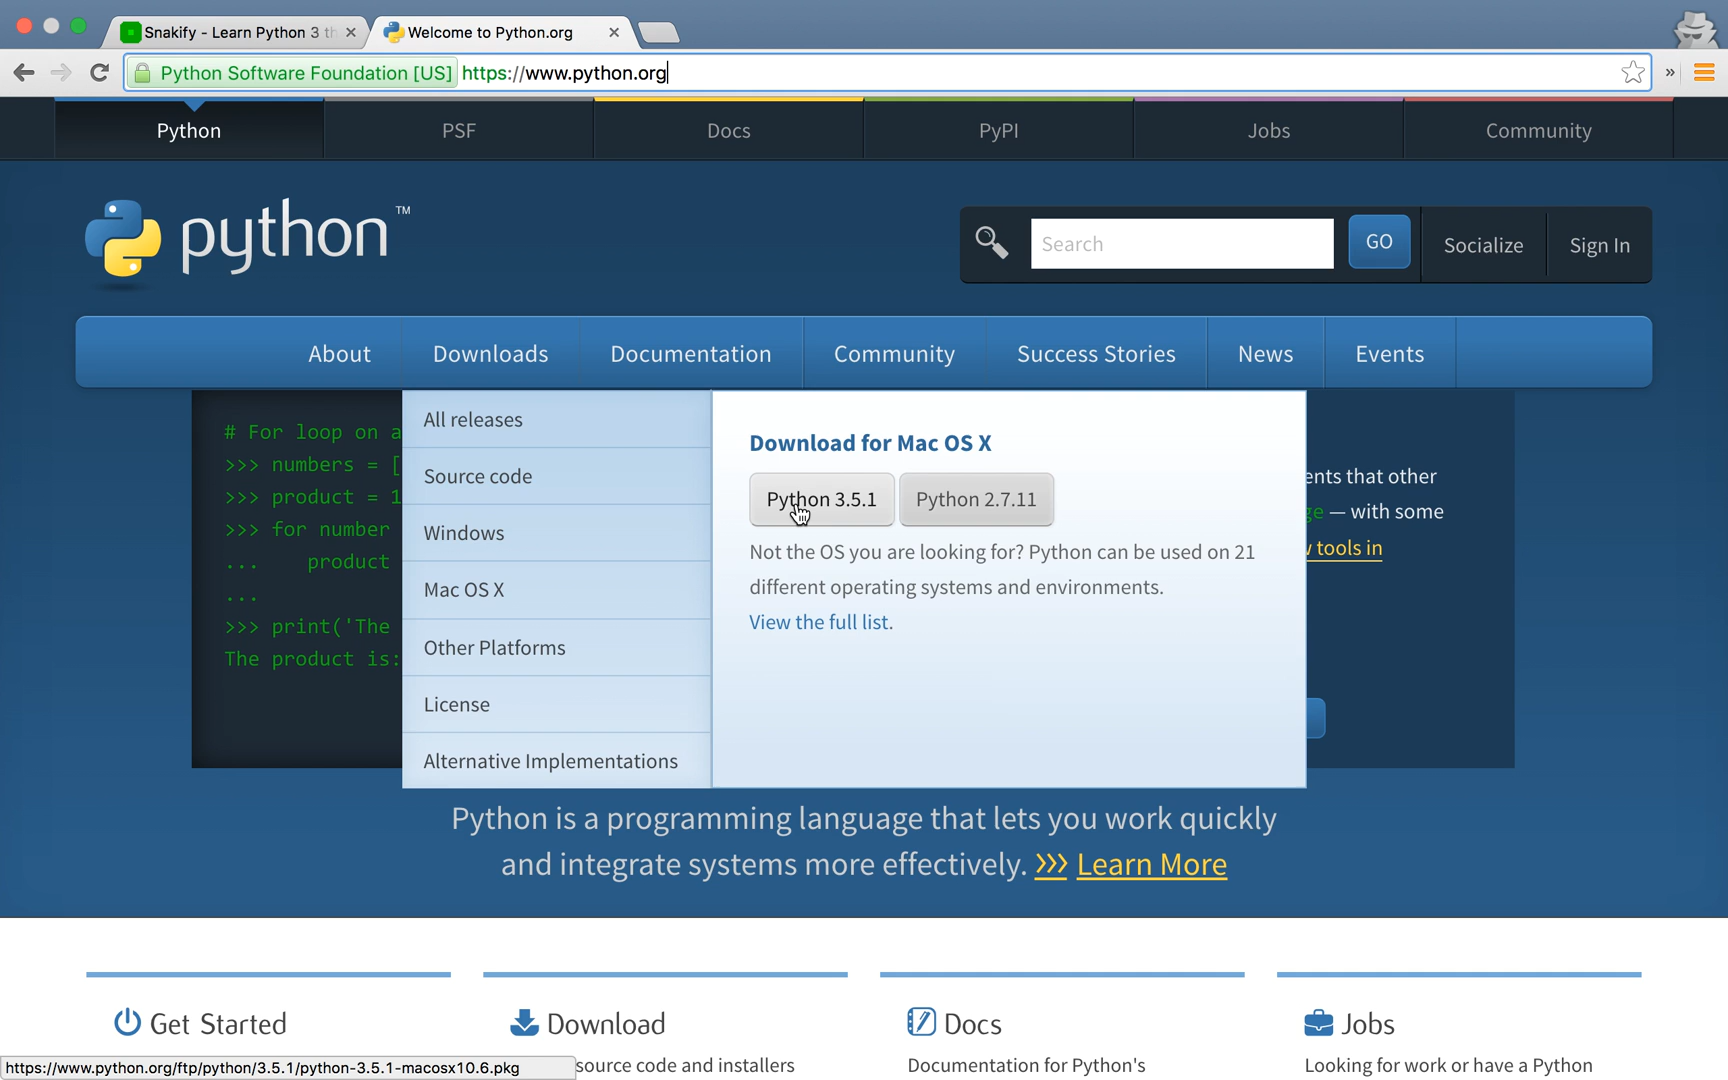 Snakify - Learn Python 3 th
Welcome to Python.org
Python Software Foundation [US] https://www.python.org
Python PSF Docs PyPI Jobs Community
python™
Search GO Socialize Sign In
About Downloads Documentation Community Success Stories News Events
# For loop on a
>>> numbers = [
>>> product = 1
>>> for number
... product
...
>>> print('The
The product is:
All releases
Source code
Windows
Mac OS X
Other Platforms
License
Alternative Implementations
Download for Mac OS X
Python 3.5.1 Python 2.7.11
Not the OS you are looking for? Python can be used on 21
different operating systems and environments.
View the full list.
ents that other
ge — with some
tools in
Python is a programming language that lets you work quickly
and integrate systems more effectively. >>> Learn More
Get Started Download Docs Jobs
source code and installers Documentation for Python's Looking for work or have a Python
https://www.python.org/ftp/python/3.5.1/python-3.5.1-macosx10.6.pkg